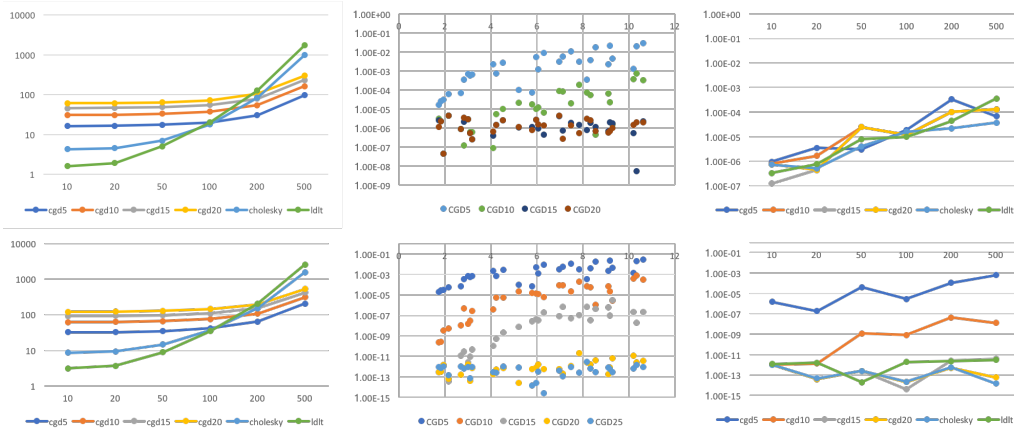 10000
1000
100
10
1
10 20 50 100 200 500
cgd5 cgd10 cgd15 cgd20 cholesky ldlt
1.00E+00
0 2 4 6 8 10 12
1.00E-01
1.00E-02
1.00E-03
1.00E-04
1.00E-05
1.00E-06
1.00E-07
1.00E-08
1.00E-09
CGD5 CGD10 CGD15 CGD20
1.00E+00
10 20 50 100 200 500
1.00E-01
1.00E-02
1.00E-03
1.00E-04
1.00E-05
1.00E-06
1.00E-07
cgd5 cgd10 cgd15 cgd20 cholesky ldlt
10000
1000
100
10
1
10 20 50 100 200 500
cgd5 cgd10 cgd15 cgd20 cholesky ldlt
1.00E-01
0 2 4 6 8 10 12
1.00E-03
1.00E-05
1.00E-07
1.00E-09
1.00E-11
1.00E-13
1.00E-15
CGD5 CGD10 CGD15 CGD20 CGD25
1.00E-01
10 20 50 100 200 500
1.00E-03
1.00E-05
1.00E-07
1.00E-09
1.00E-11
1.00E-13
1.00E-15
cgd5 cgd10 cgd15 cgd20 cholesky ldlt